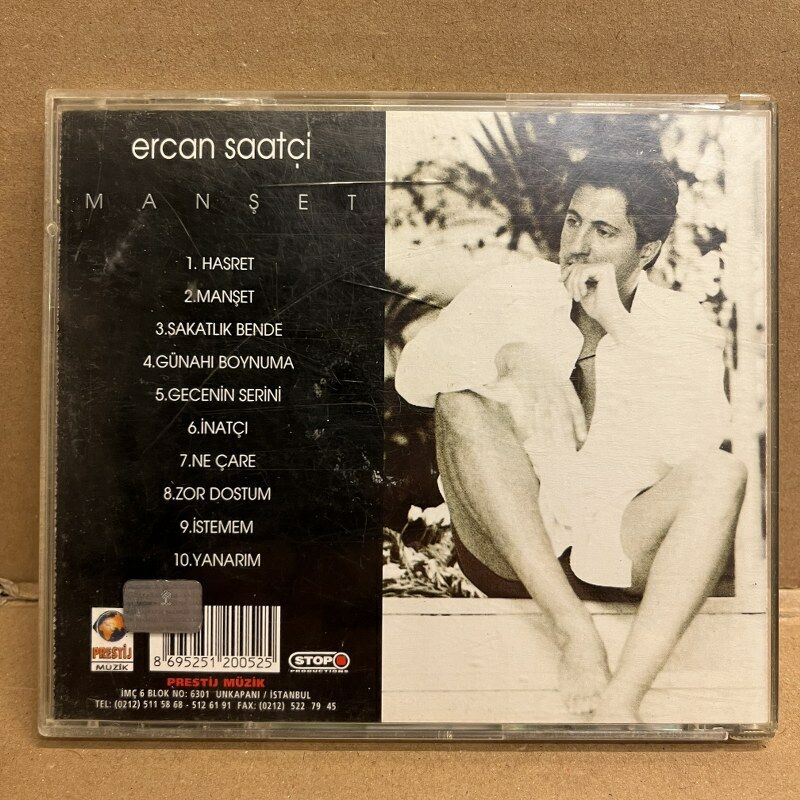 ercan saatçi
MANŞET
1. HASRET
2.MANŞET
3.SAKATLIK BENDE
4.GÜNAHI BOYNUMA
5.GECENİN SERİNİ
6.İNATÇI
7.NE ÇARE
8.ZOR DOSTUM
9.İSTEMEM
10.YANARIM
PRESTİJ
MÜZİK
8 695251 200525
STOP
PRODUCTIONS
PRESTİJ MÜZİK
İMÇ 6 BLOK NO: 6301 UNKAPANI / İSTANBUL
TEL: (0212) 511 58 68 - 512 61 91 FAX: (0212) 522 79 45